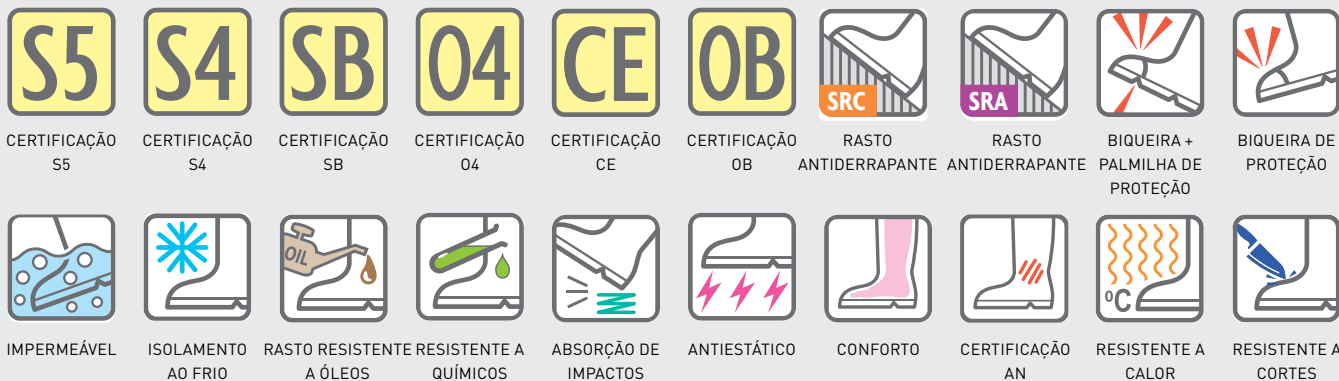 S5 S4 SB O4 CE OB SRC SRA
CERTIFICAÇÃO CERTIFICAÇÃO CERTIFICAÇÃO CERTIFICAÇÃO CERTIFICAÇÃO CERTIFICAÇÃO RASTO RASTO BIQUEIRA + BIQUEIRA DE
S5 S4 SB O4 CE OB ANTIDERRAPANTE ANTIDERRAPANTE PALMILHA DE PROTEÇÃO
PROTEÇÃO
OIL ºC
IMPERMEÁVEL ISOLAMENTO RASTO RESISTENTE RESISTENTE A ABSORÇÃO DE ANTIESTÁTICO CONFORTO CERTIFICAÇÃO RESISTENTE A RESISTENTE A
AO FRIO A ÓLEOS QUÍMICOS IMPACTOS AN CALOR CORTES